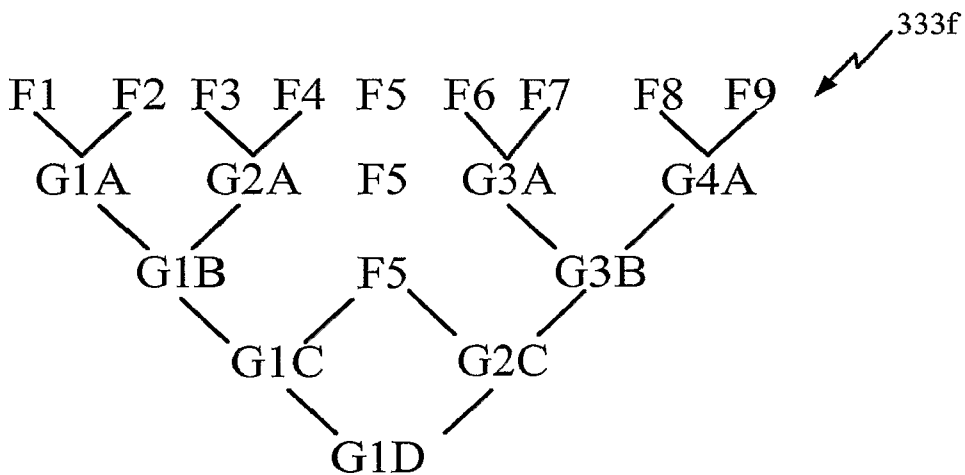 333f
F1 F2 F3 F4 F5 F6 F7 F8 F9
G1A G2A F5 G3A G4A
G1B F5 G3B
G1C G2C
G1D